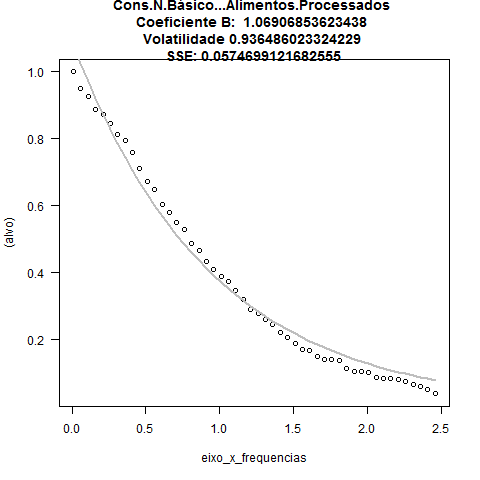 Cons.N.Básico...Alimentos.Processados
Coeficiente B: 1.06906853623438
Volatilidade 0.936486023324229
SSE: 0.0574699121682555
(alvo)
1.0
0.8
0.6
0.4
0.2
0.0 0.5 1.0 1.5 2.0 2.5
eixo_x_frequencias